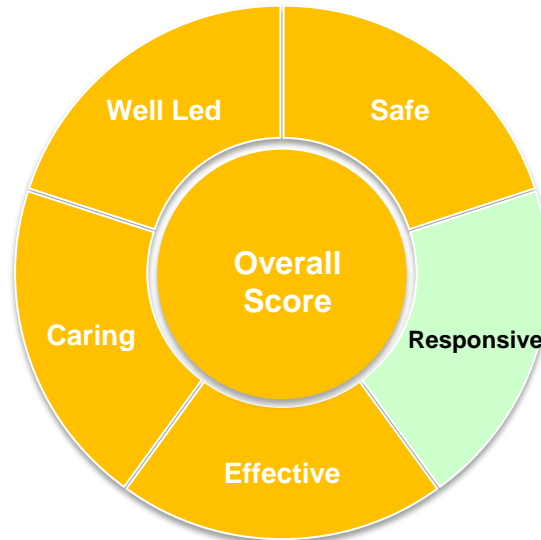 Well Led
Safe
Overall
Score
Caring
Responsive
Effective